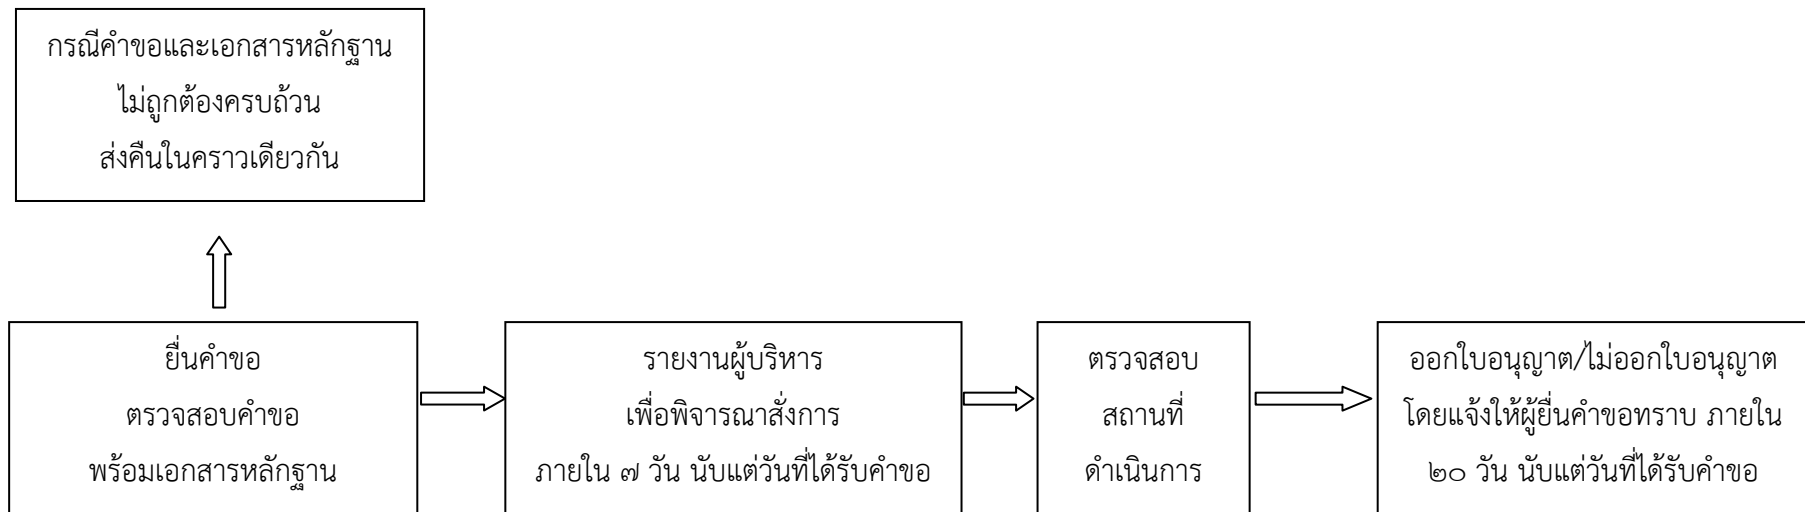 กรณีคำขอและเอกสารหลักฐาน
ไม่ถูกต้องครบถ้วน
ส่งคืนในคราวเดียวกัน
ยื่นคำขอ
ตรวจสอบคำขอ
พร้อมเอกสารหลักฐาน
รายงานผู้บริหาร
เพื่อพิจารณาสั่งการ
ภายใน ๗ วัน นับแต่วันที่ได้รับคำขอ
ตรวจสอบ
สถานที่
ดำเนินการ
ออกใบอนุญาต/ไม่ออกใบอนุญาต
โดยแจ้งให้ผู้ยื่นคำขอทราบ ภายใน
๒๐ วัน นับแต่วันที่ได้รับคำขอ